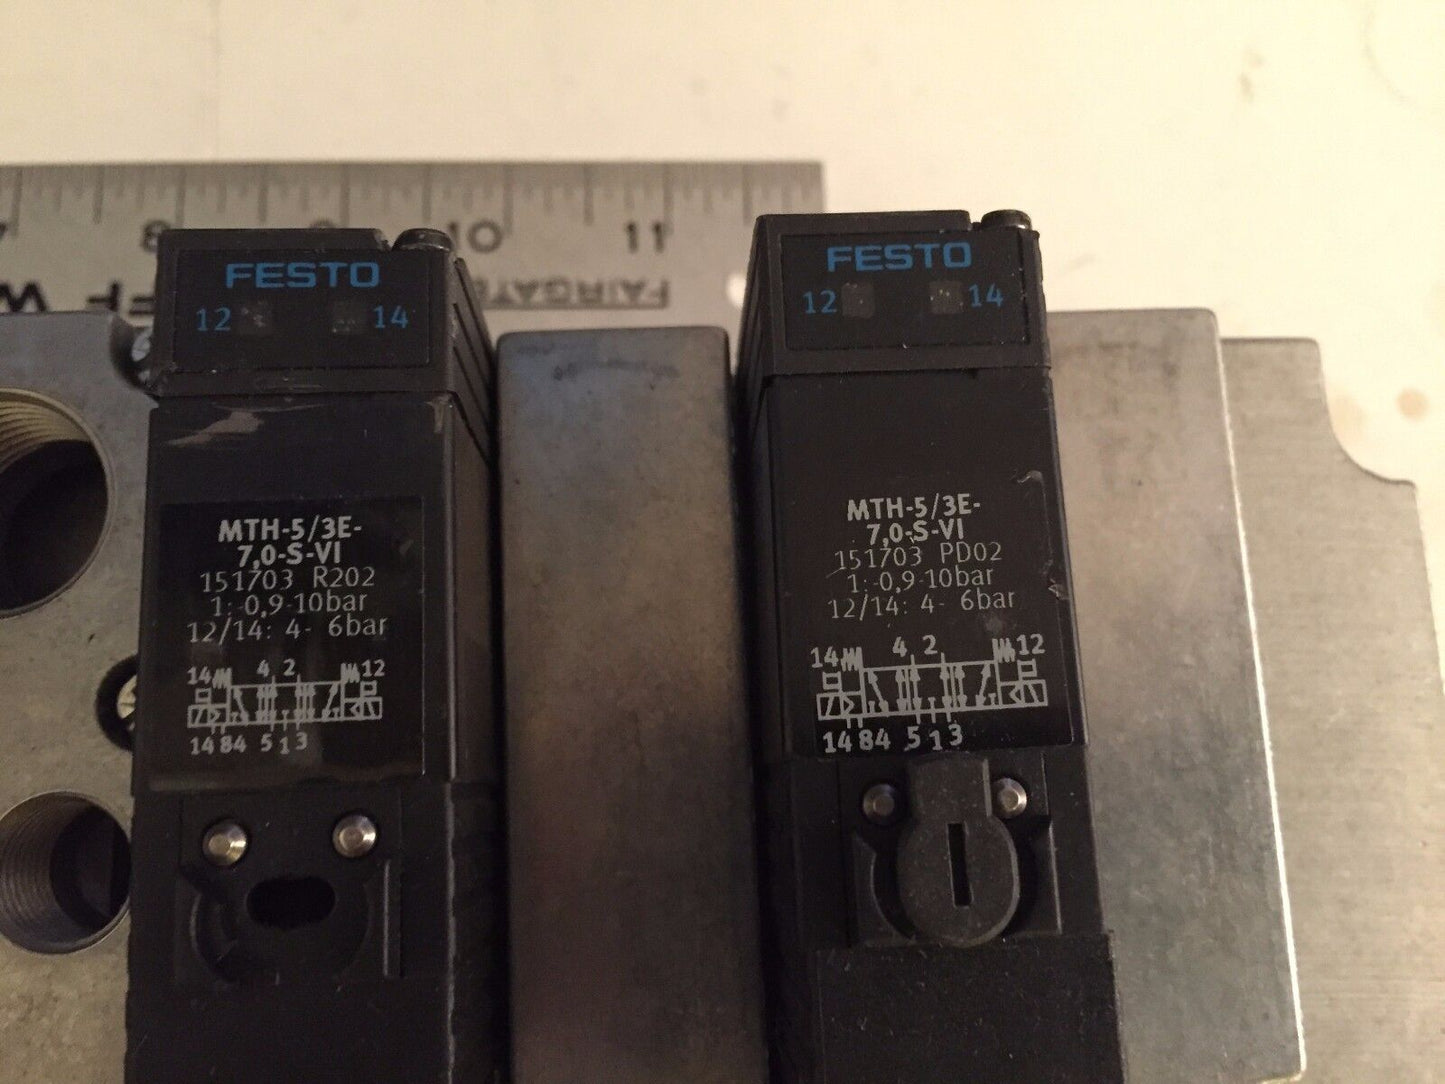 8 9 10 11
FAIRGATE
FF W
FESTO
12 14
MTH-5/3E-
7,0-S-VI
151703 R202
1:-0,9-10bar
12/14: 4- 6bar
14 4 2 12
14 84 5 1 3
FESTO
12 14
MTH-5/3E-
7,0-S-VI
151703 PD02
1:-0,9-10bar
12/14: 4- 6bar
14 4 2 12
14 84 5 1 3